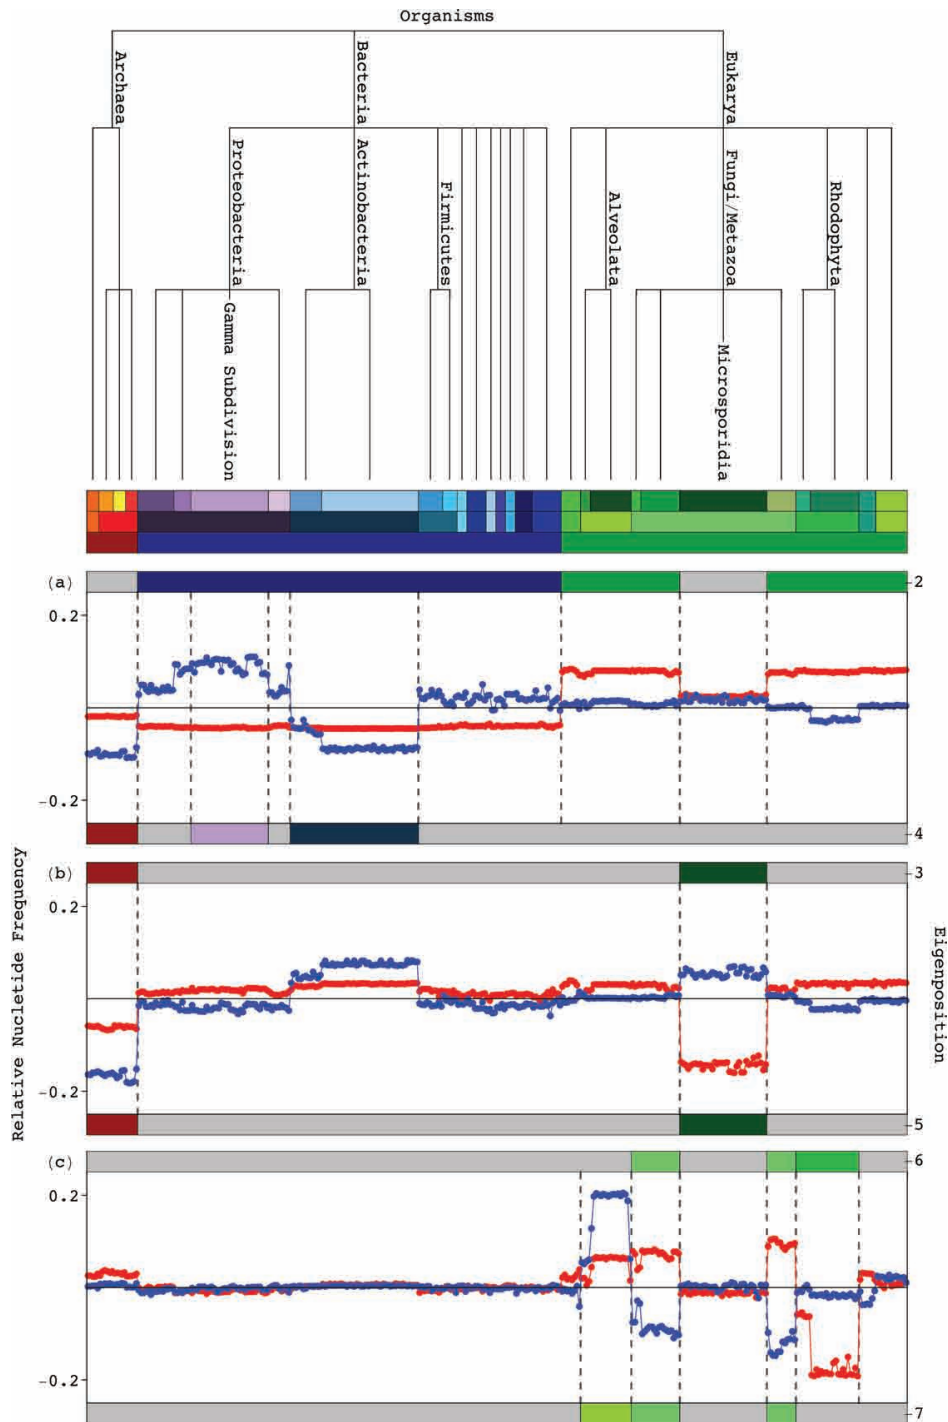 Organisms
Archaea
Bacteria
Eukarya
Proteobacteria
Actinobacteria
Firmicutes
Alveolata
Fungi/Metazoa
Rhodophyta
Gamma Subdivision
Microsporidia
(a)
2
0.2
-0.2
4
(b)
3
0.2
-0.2
5
(c)
6
0.2
-0.2
7
Relative Nucletide Frequency
Eigenposition